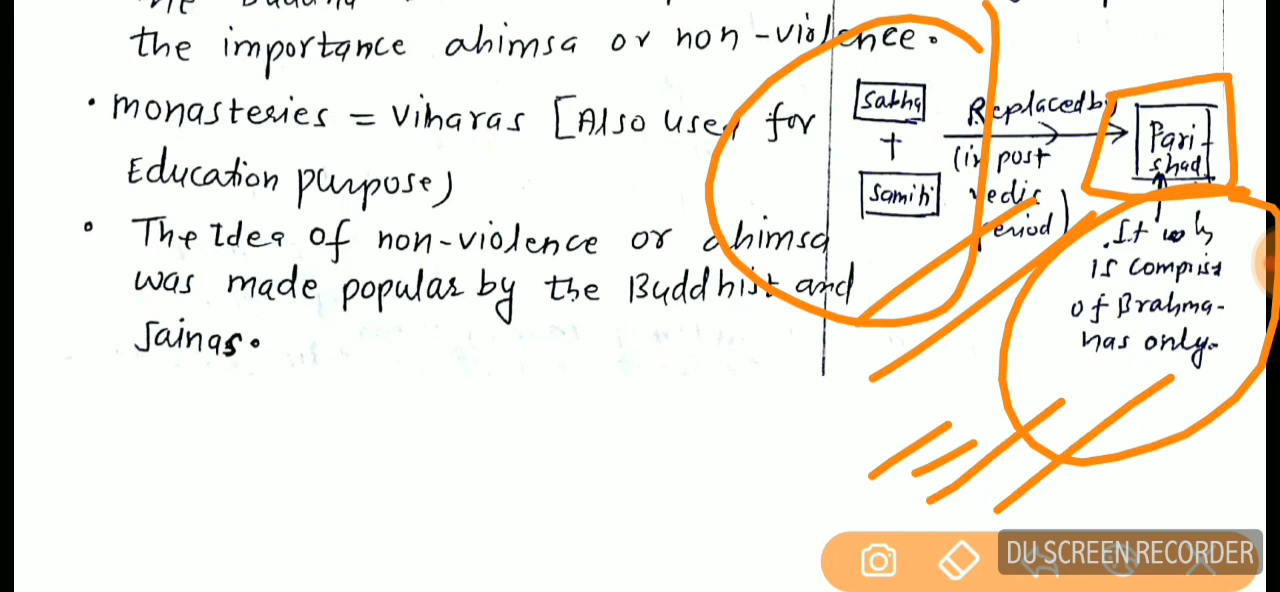 the importance ahimsa or non-violence.
• monasteries = viharas [Also used for
Education purpose)
• The Idea of non-violence or ahimsa
was made popular by the Buddhist and
Jainas.
Sabha
+
Samiti
Replaced by
(in post
vedic
period)
Pari-
shad
It
is comprise
of Brahma-
nas only.
DU SCREEN RECORDER